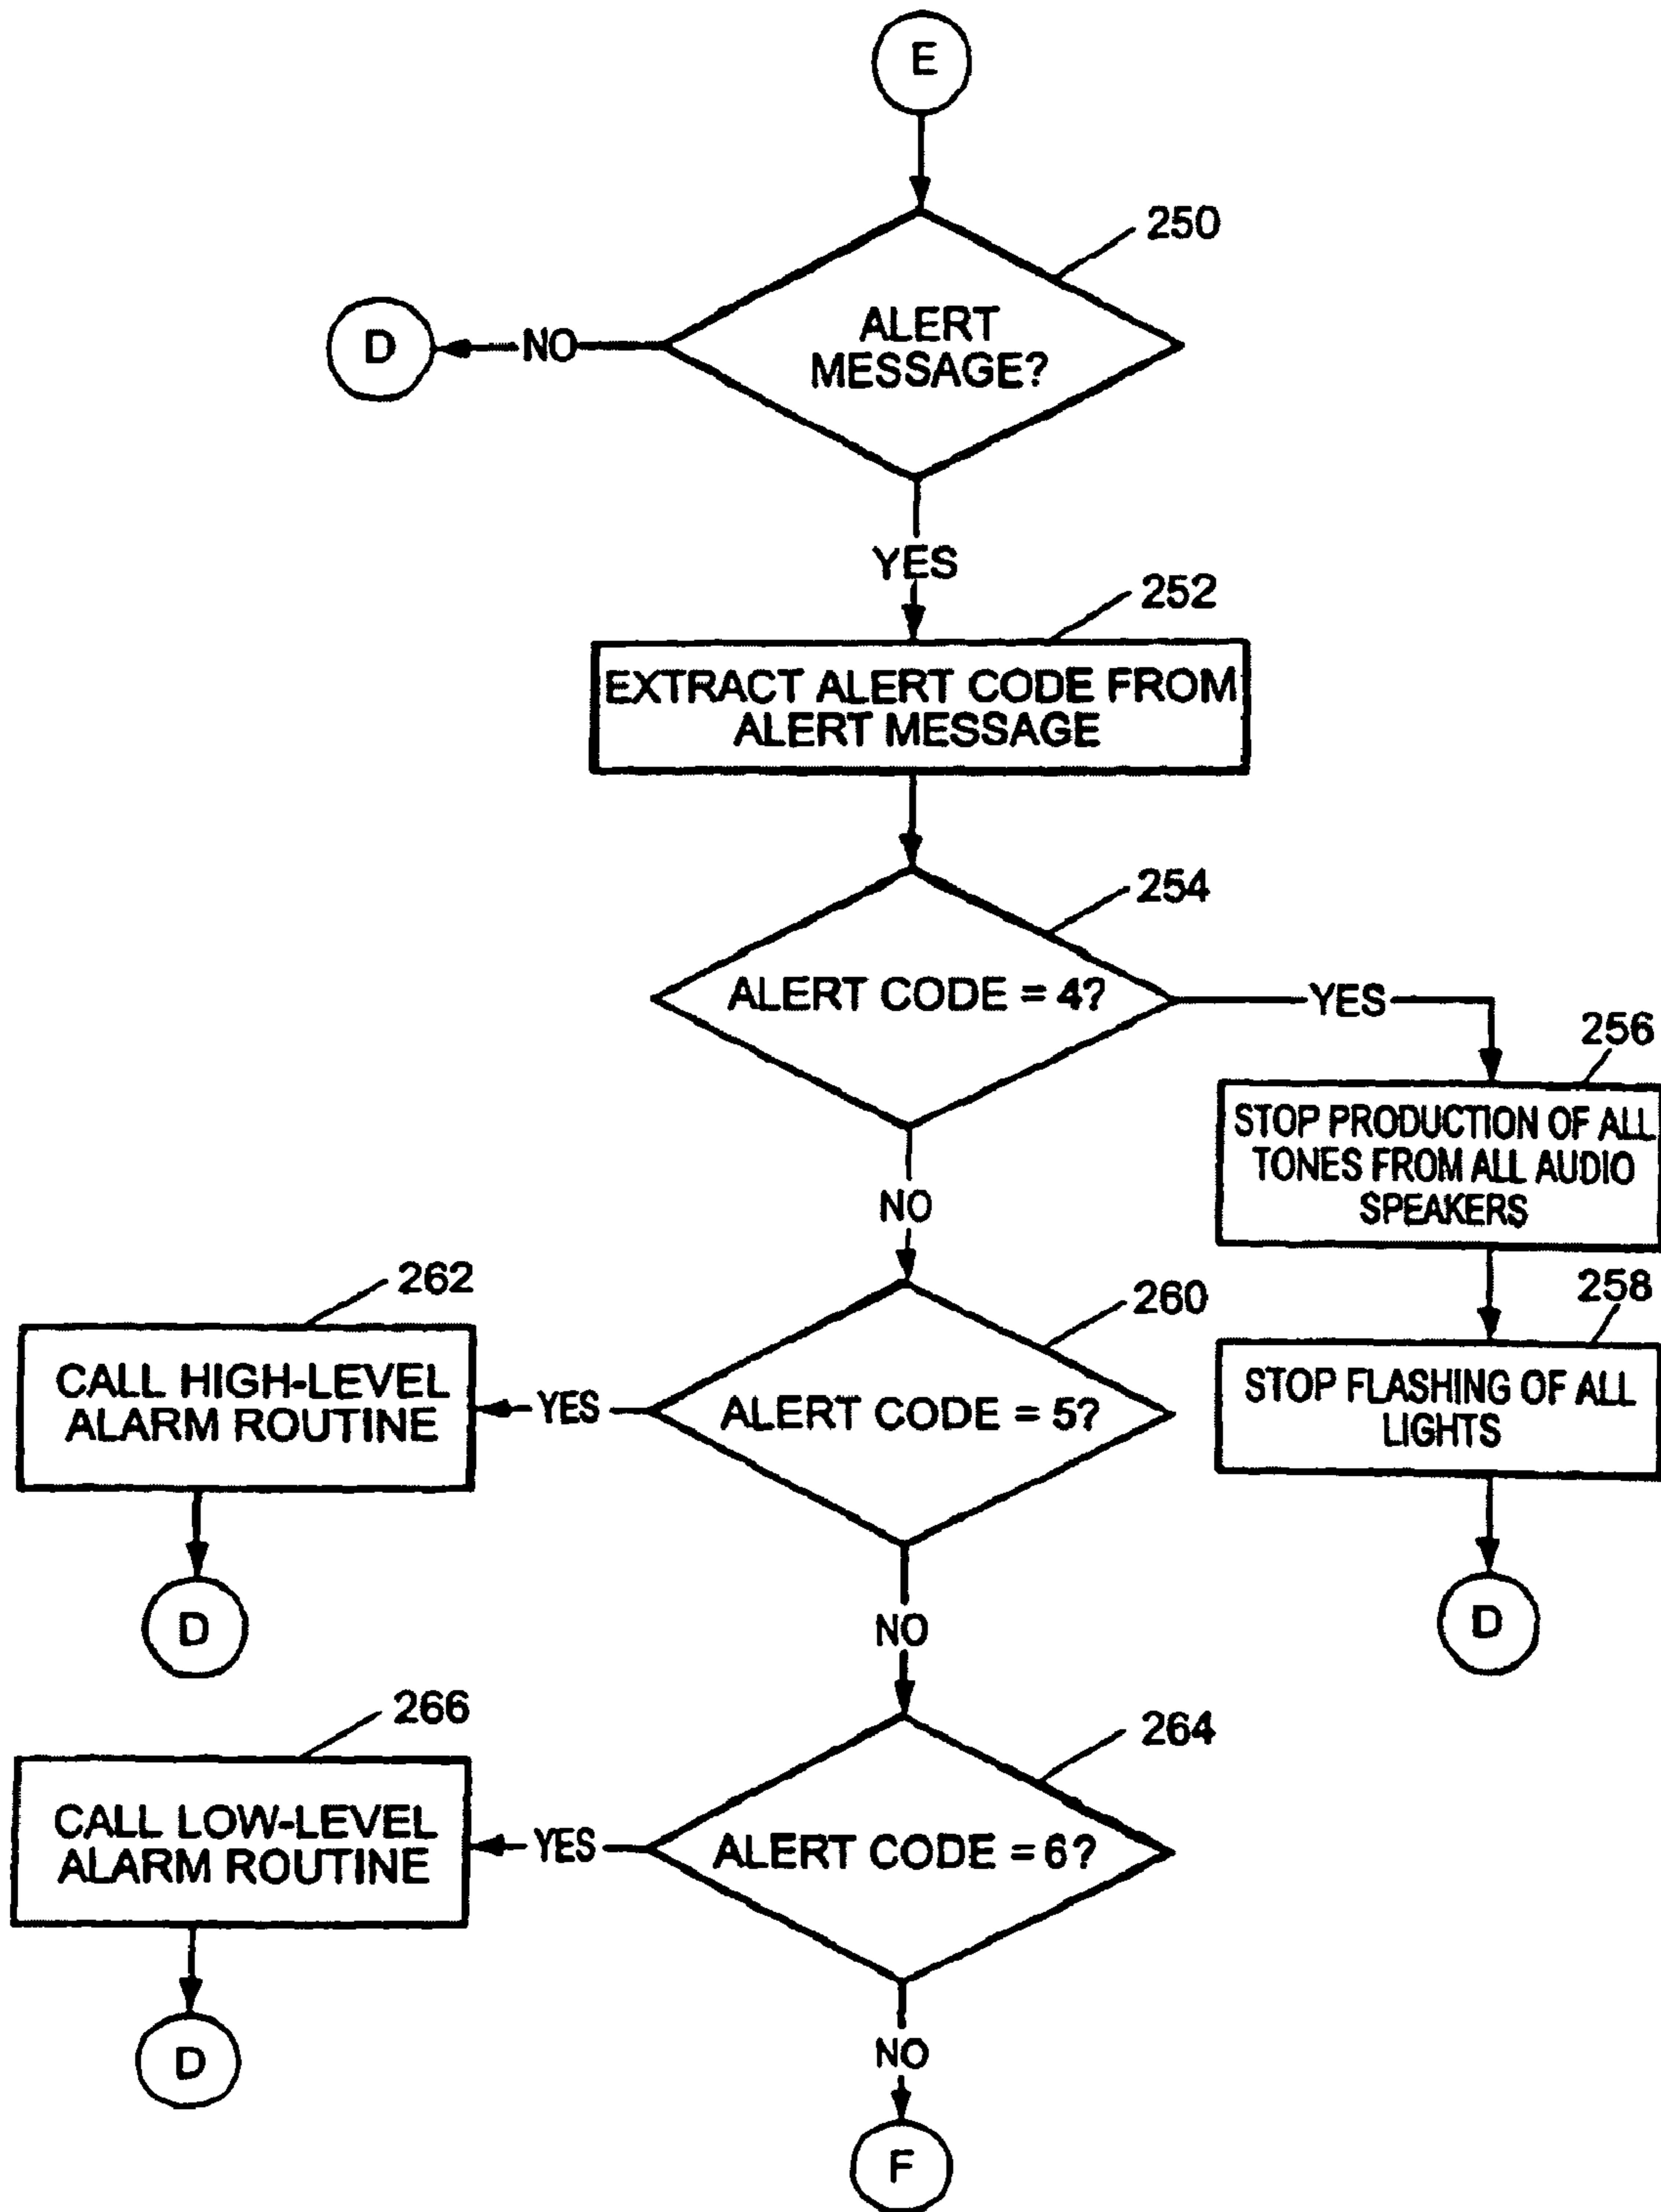 E
250
ALERT
MESSAGE?
NO
D
YES
252
EXTRACT ALERT CODE FROM
ALERT MESSAGE
254
ALERT CODE = 4?
YES
256
STOP PRODUCTION OF ALL
TONES FROM ALL AUDIO
SPEAKERS
NO
258
STOP FLASHING OF ALL
LIGHTS
D
260
ALERT CODE = 5?
YES
262
CALL HIGH-LEVEL
ALARM ROUTINE
D
NO
264
ALERT CODE = 6?
YES
266
CALL LOW-LEVEL
ALARM ROUTINE
D
NO
F